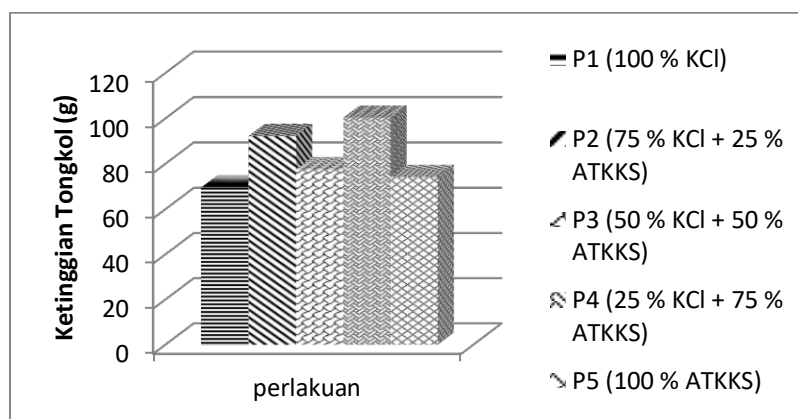 Ketinggian Tongkol (g)
120
100
80
60
40
20
0
perlakuan
P1 (100 % KCl)
P2 (75 % KCl + 25 %
ATKKS)
P3 (50 % KCl + 50 %
ATKKS)
P4 (25 % KCl + 75 %
ATKKS)
P5 (100 % ATKKS)